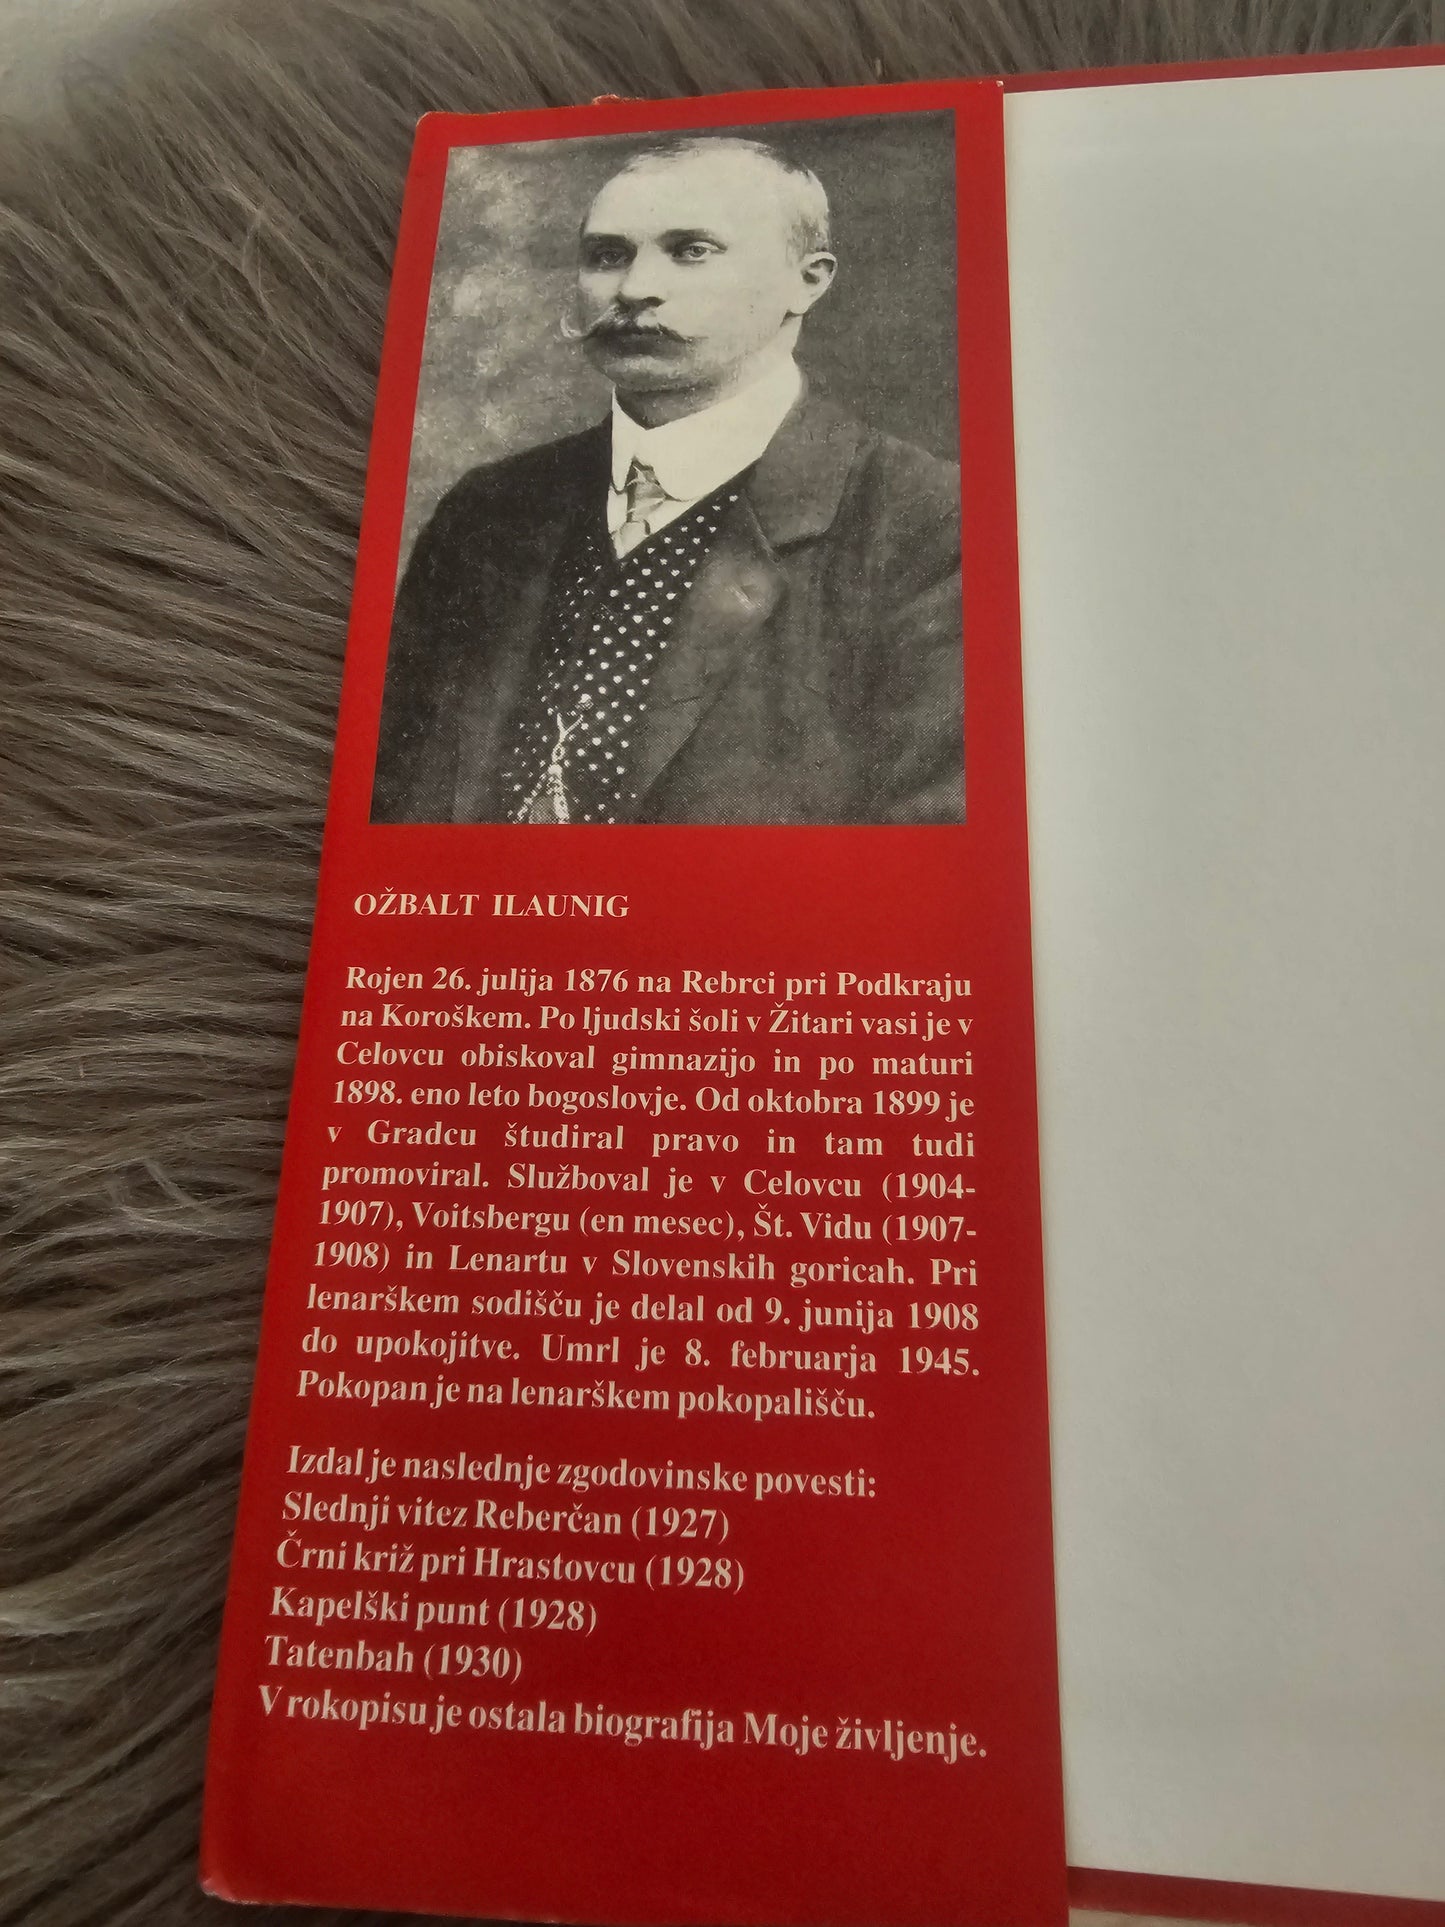 OŽBALT ILAUNIG
Rojen 26. julija 1876 na Rebrci pri Podkraju
na Koroškem. Po ljudski šoli v Žitari vasi je v
Celovcu obiskoval gimnazijo in po maturi
1898. eno leto bogoslovje. Od oktobra 1899 je
v Gradcu študiral pravo in tam tudi
promoviral. Služboval je v Celovcu (1904-
1907), Voitsbergu (en mesec), Št. Vidu (1907-
1908) in Lenartu v Slovenskih goricah. Pri
lenarškem sodišču je delal od 9. junija 1908
do upokojitve. Umrl je 8. februarja 1945.
Pokopan je na lenarškem pokopališču.
Izdal je naslednje zgodovinske povesti:
Slednji vitez Reberčan (1927)
Črni križ pri Hrastovcu (1928)
Kapelški punt (1928)
Tatenbah (1930)
V rokopisu je ostala biografija Moje življenje.